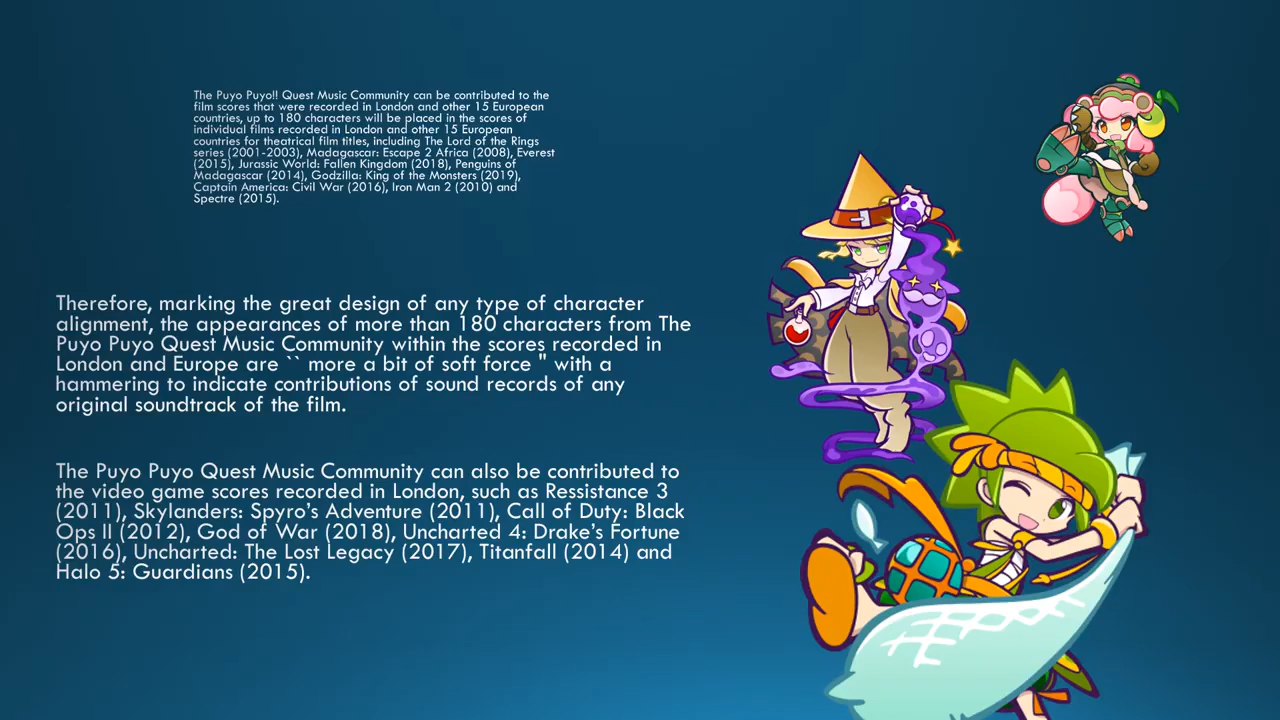 The Puyo Puyo!! Quest Music Community can be contributed to the
film scores that were recorded in London and other 15 European
countries, up to 180 characters will be placed in the scores of
individual films recorded in London and other 15 European
countries for theatrical film titles, including The Lord of the Rings
series (2001-2003), Madagascar: Escape 2 Africa (2008), Everest
(2015), Jurassic World: Fallen Kingdom (2018), Penguins of
Madagascar (2014), Godzilla: King of the Monsters (2019),
Captain America: Civil War (2016), Iron Man 2 (2010) and
Spectre (2015).
Therefore, marking the great design of any type of character
alignment, the appearances of more than 180 characters from The
Puyo Puyo Quest Music Community within the scores recorded in
London and Europe are `` more a bit of soft force " with a
hammering to indicate contributions of sound records of any
original soundtrack of the film.
The Puyo Puyo Quest Music Community can also be contributed to
the video game scores recorded in London, such as Ressistance 3
(2011), Skylanders: Spyro's Adventure (2011), Call of Duty: Black
Ops II (2012), God of War (2018), Uncharted 4: Drake's Fortune
(2016), Uncharted: The Lost Legacy (2017), Titanfall (2014) and
Halo 5: Guardians (2015).